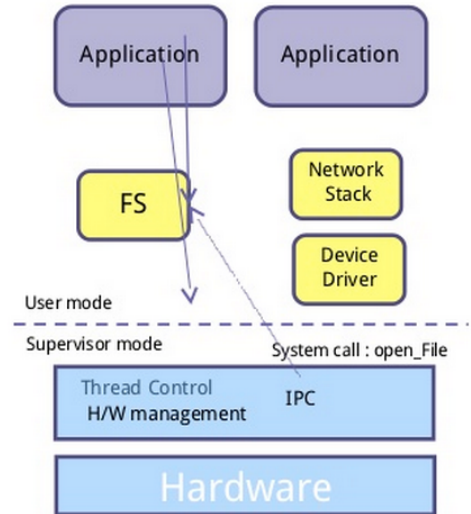 Application
Application
FS
Network
Stack
Device
Driver
User mode
Supervisor mode
System call : open_File
Thread Control
IPC
H/W management
Hardware